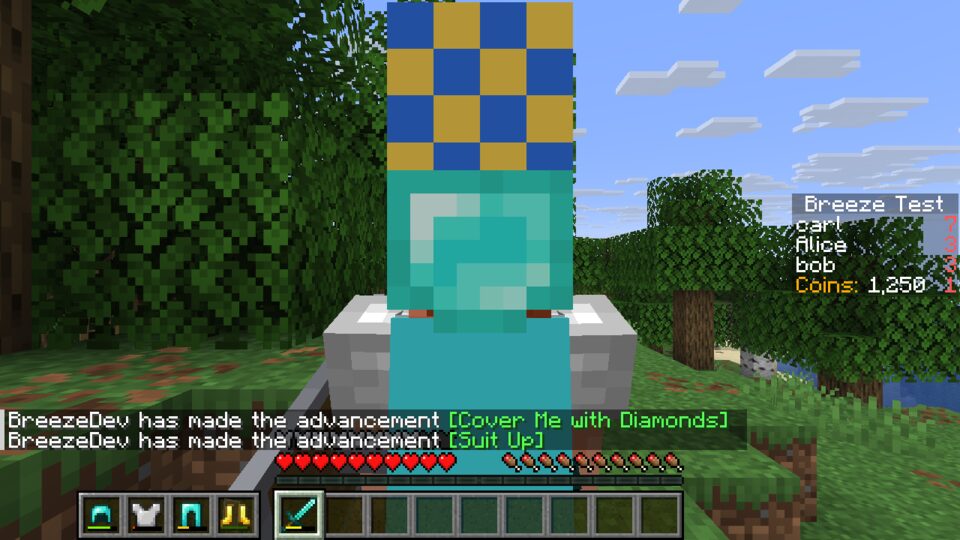 Breeze Test
carl 7
Alice 3
bob
Coins: 1,250 1
BreezeDev has made the advancement [Cover Me with Diamonds]
BreezeDev has made the advancement [Suit Up]